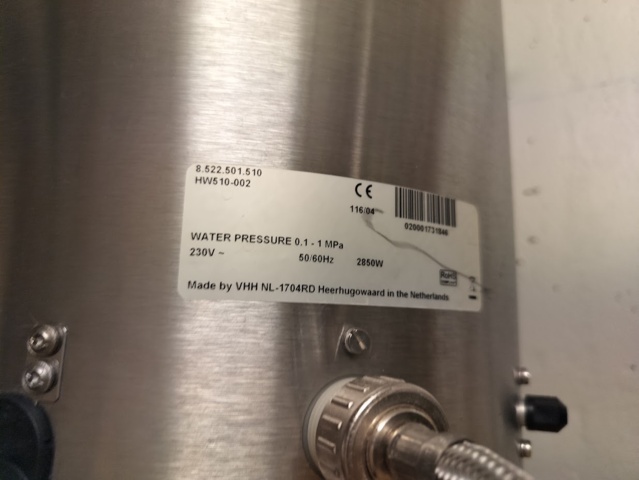 8.522.501.510
HW510-002
CE
116/04
020001731846
WATER PRESSURE 0.1 - 1 MPa
230V ~ 50/60Hz 2850W
Made by VHH NL-1704RD Heerhugowaard in the Netherlands